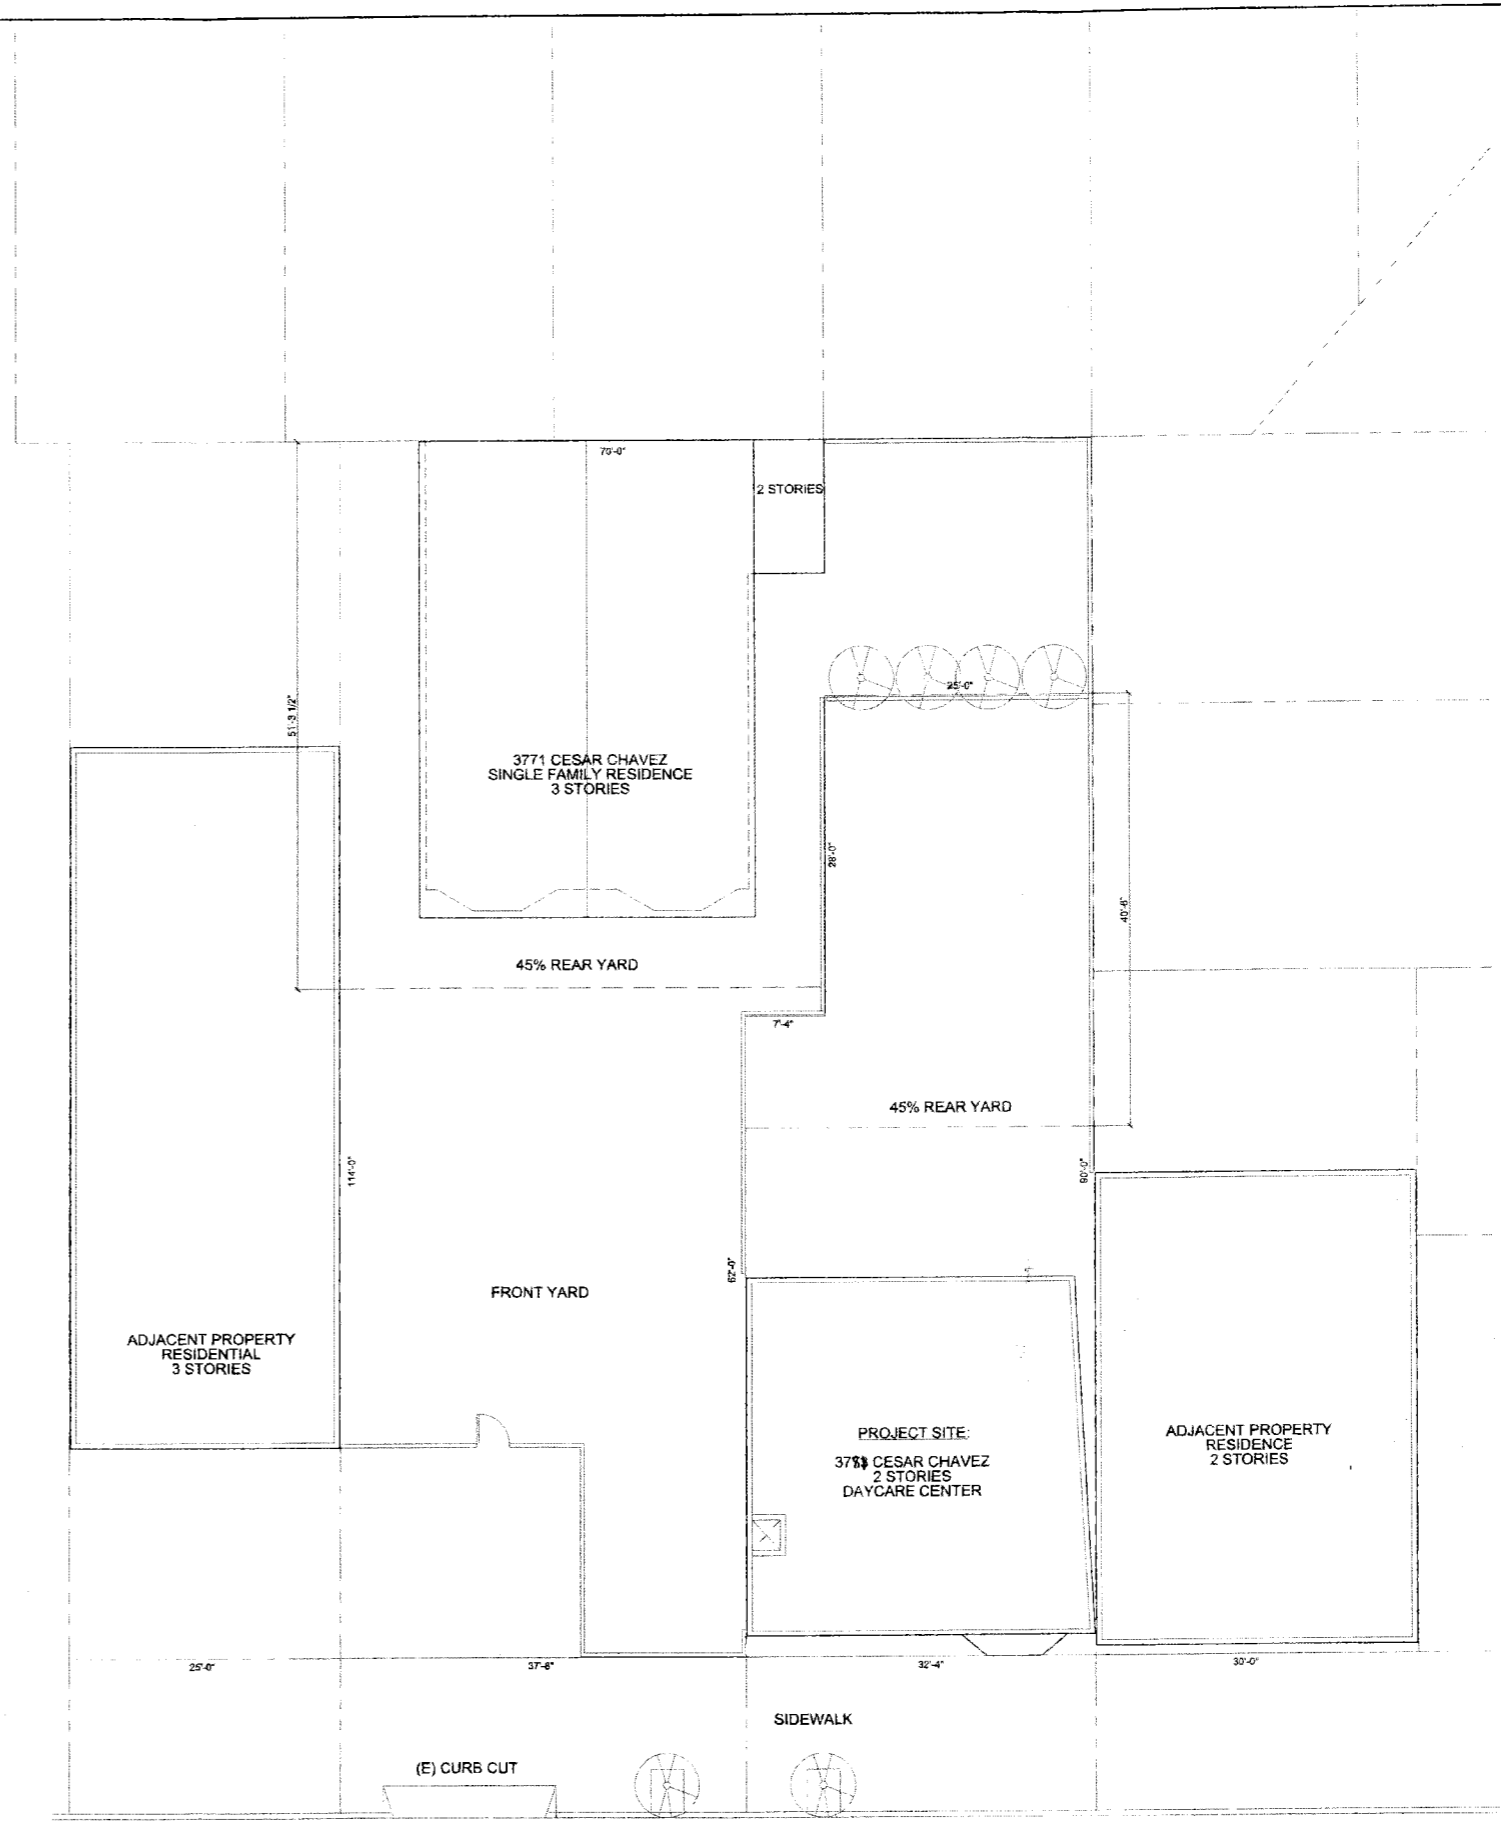 70'-0"
2 STORIES
25'-0"
51'-3 1/2"
3771 CESAR CHAVEZ
SINGLE FAMILY RESIDENCE
3 STORIES
28'-0"
40'-6"
45% REAR YARD
7'-4"
45% REAR YARD
114'-0"
90'-0"
62'-0"
FRONT YARD
ADJACENT PROPERTY
RESIDENTIAL
3 STORIES
PROJECT SITE:
CESAR CHAVEZ
2 STORIES
DAYCARE CENTER
ADJACENT PROPERTY
RESIDENCE
2 STORIES
25'-0"
37'-8"
32'-4"
30'-0"
SIDEWALK
(E) CURB CUT